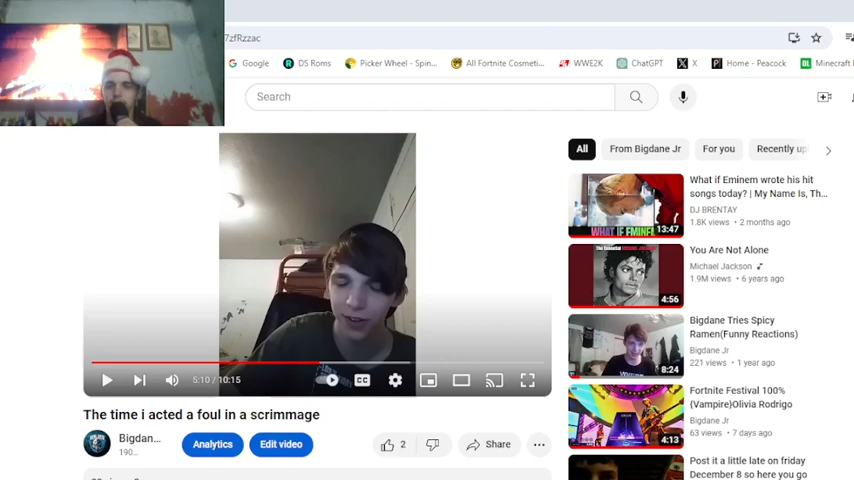 7zfRzzac
Google
DS Roms
Picker Wheel - Spin...
All Fortnite Cosmeti...
WWE2K
ChatGPT
X
Home - Peacock
Minecraft
Search
All
From Bigdane Jr
For you
Recently up
What if Eminem wrote his hit
songs today? | My Name Is, Th...
DJ BRENTAY
1.8K views • 2 months ago
WHAT IF EMINEM
13:47
You Are Not Alone
Michael Jackson
1.9M views • 6 years ago
4:56
Bigdane Tries Spicy
Ramen(Funny Reactions)
Bigdane Jr
221 views • 1 year ago
8:24
Fortnite Festival 100%
(Vampire)Olivia Rodrigo
Bigdane Jr
63 views • 7 days ago
4:13
Post it a little late on friday
December 8 so here you go
5:10 / 10:15
CC
The time i acted a foul in a scrimmage
Bigdan...
190...
Analytics
Edit video
2
Share